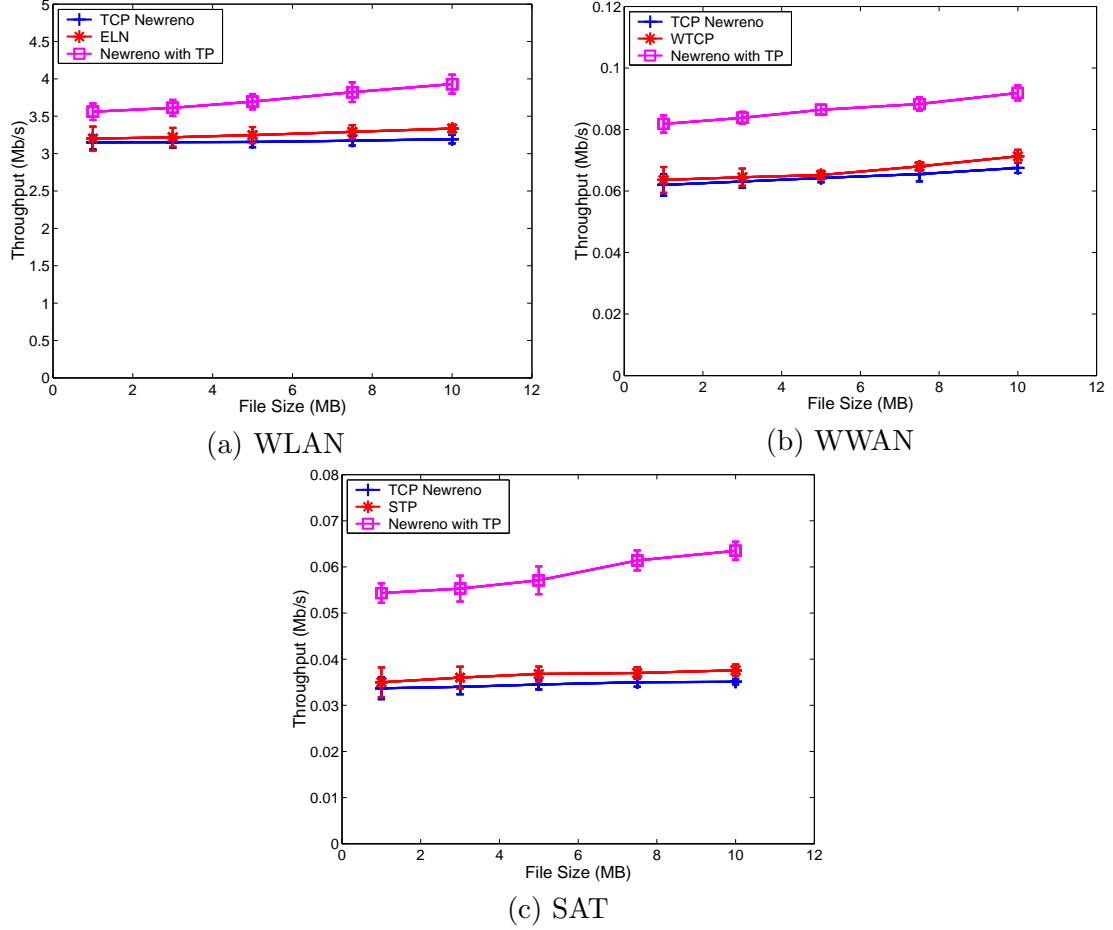 5
4.5
4
3.5
3
2.5
2
1.5
1
0.5
0
0 2 4 6 8 10 12
Throughput (Mb/s)
File Size (MB)
TCP Newreno
ELN
Newreno with TP
(a) WLAN
0.12
0.1
0.08
0.06
0.04
0.02
0
0 2 4 6 8 10 12
Throughput (Mb/s)
File Size (MB)
TCP Newreno
WTCP
Newreno with TP
(b) WWAN
0.08
0.07
0.06
0.05
0.04
0.03
0.02
0.01
0
0 2 4 6 8 10 12
Throughput (Mb/s)
File Size (MB)
TCP Newreno
STP
Newreno with TP
(c) SAT